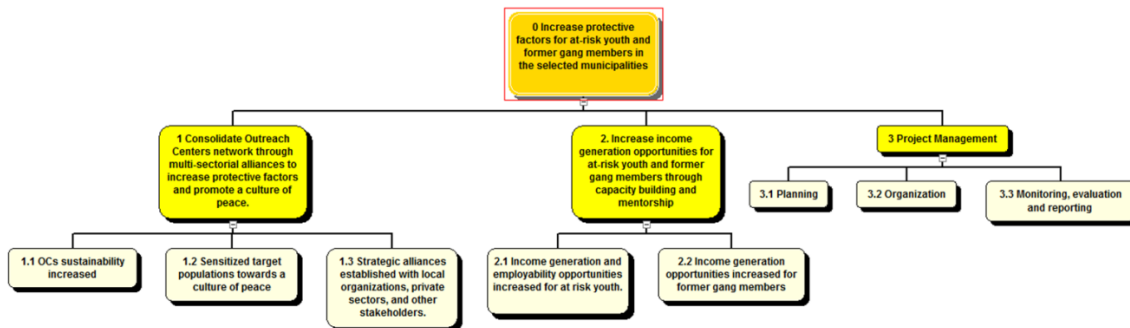 0 Increase protective
factors for at-risk youth and
former gang members in
the selected municipalities
1 Consolidate Outreach
Centers network through
multi-sectorial alliances to
increase protective factors
and promote a culture of
peace.
2. Increase income
generation opportunities for
at-risk youth and former
gang members through
capacity building and
mentorship
3 Project Management
3.1 Planning
3.2 Organization
3.3 Monitoring, evaluation
and reporting
1.1 OCs sustainability
increased
1.2 Sensitized target
populations towards a
culture of peace
1.3 Strategic alliances
established with local
organizations, private
sectors, and other
stakeholders.
2.1 Income generation and
employability opportunities
increased for at risk youth.
2.2 Income generation
opportunities increased for
former gang members